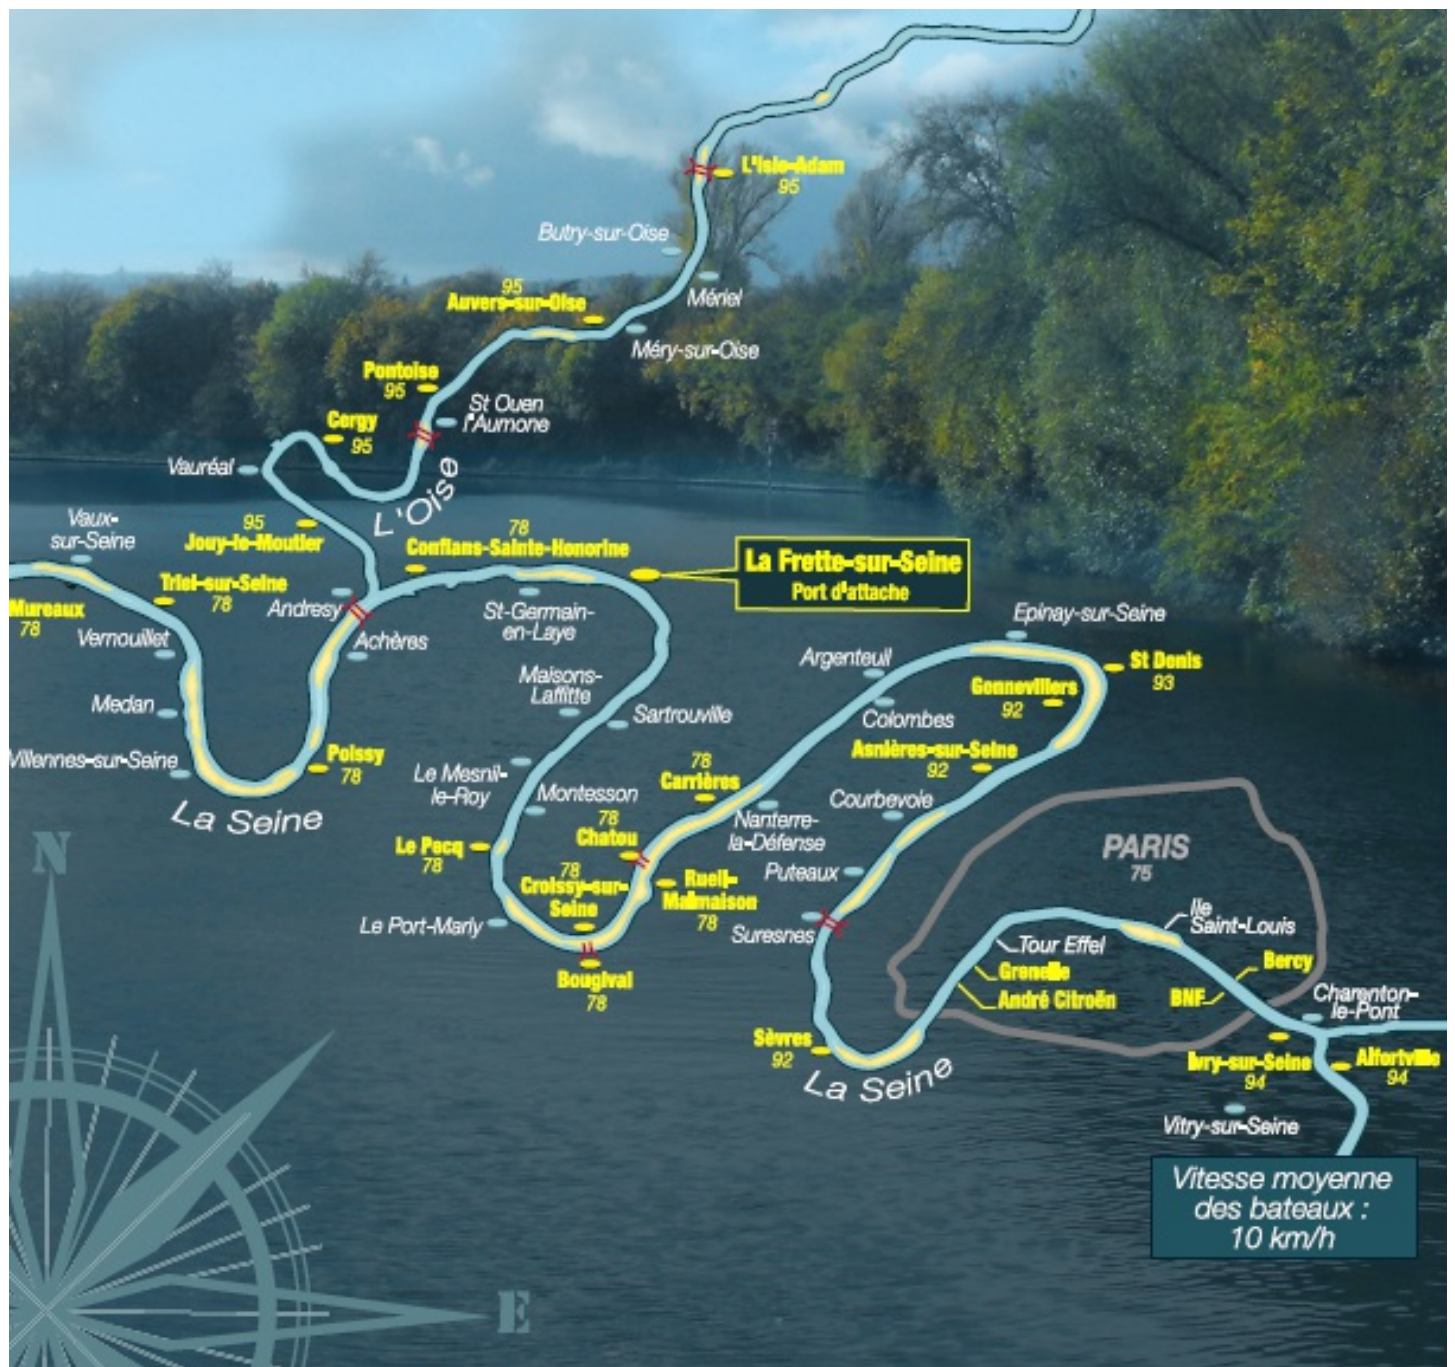 L'Isle-Adam
95
Butry-sur-Oise
Mériel
95
Auvers-sur-Oise
Méry-sur-Oise
Pontoise
95
St Ouen
l'Aumone
Cergy
95
Vauréal
L'Oise
95
Jouy-le-Moutier
Vaux-
sur-Seine
78
Conflans-Sainte-Honorine
La Frette-sur-Seine
Port d'attache
Triel-sur-Seine
78
Mureaux
78
Andresy
St-Germain-
en-Laye
Vernouillet
Achères
Epinay-sur-Seine
Argenteuil
St Denis
93
Maisons-
Laffitte
Gennevillers
92
Medan
Sartrouville
Colombes
Villennes-sur-Seine
Poissy
78
Asnières-sur-Seine
92
Le Mesnil-
le-Roy
78
Carrières
Montesson
Courbevoie
La Seine
78
Chatou
Nanterre-
la-Défense
Le Pecq
78
PARIS
75
N
78
Croissy-sur-
Seine
Rueil-
Malmaison
78
Puteaux
Le Port-Marly
Suresnes
Ile
Saint-Louis
Tour Effel
Bougival
78
Grenelle
Bercy
André Citroën
BNF
Charenton-
le-Pont
Sèvres
92
La Seine
Ivry-sur-Seine
94
Alfortville
94
Vitry-sur-Seine
Vitesse moyenne
des bateaux :
10 km/h
E